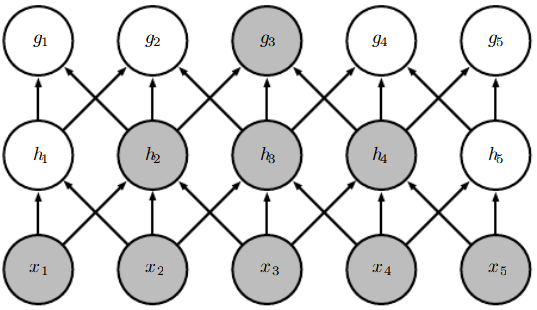 g₁ g₂ g₃ g₄ g₅
h₁ h₂ h₃ h₄ h₅
x₁ x₂ x₃ x₄ x₅